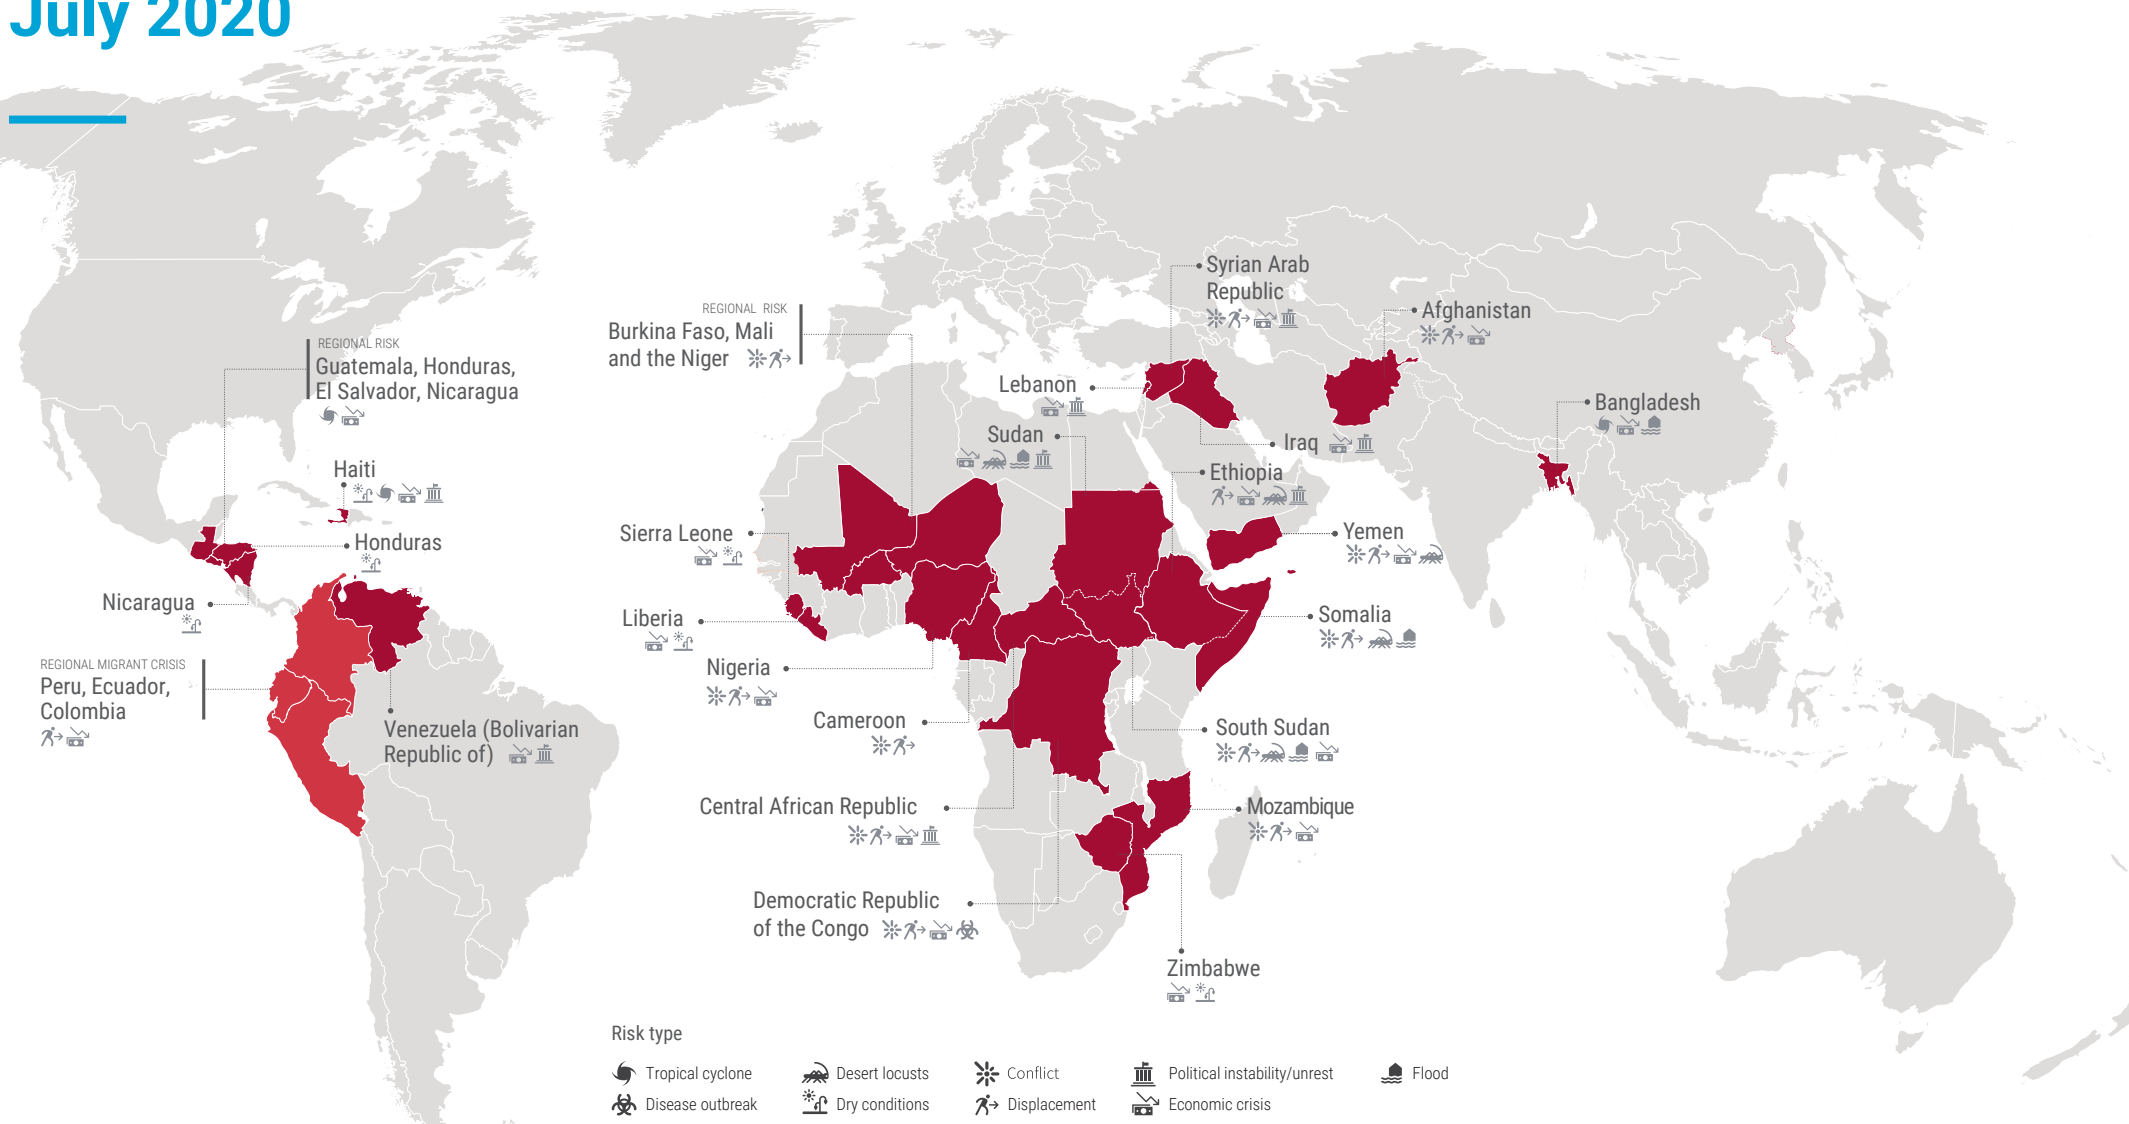 July 2020
REGIONAL RISK
Guatemala, Honduras,
El Salvador, Nicaragua
Haiti
Honduras
Nicaragua
REGIONAL MIGRANT CRISIS
Peru, Ecuador,
Colombia
Venezuela (Bolivarian
Republic of)
REGIONAL RISK
Burkina Faso, Mali
and the Niger
Sierra Leone
Liberia
Nigeria
Cameroon
Central African Republic
Democratic Republic
of the Congo
Lebanon
Sudan
Syrian Arab
Republic
Afghanistan
Bangladesh
Iraq
Ethiopia
Yemen
Somalia
South Sudan
Mozambique
Zimbabwe
Risk type
Tropical cyclone
Desert locusts
Conflict
Political instability/unrest
Flood
Disease outbreak
Dry conditions
Displacement
Economic crisis